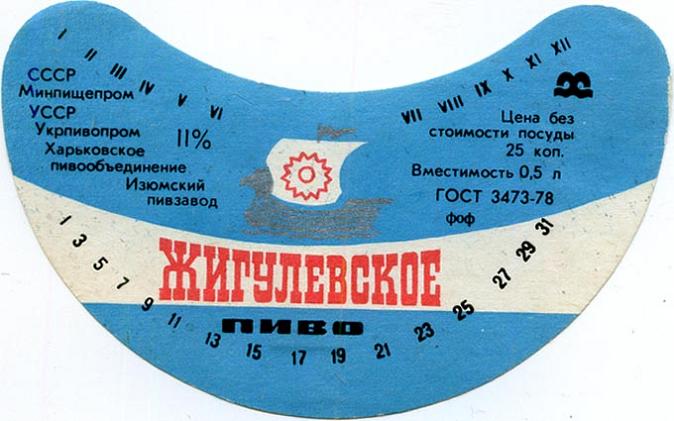 I II III IV V VI VII VIII IX X XI XII
СССР
Минпищепром
УССР
Укрпивопром
11%
Харьковское
пивообъединение
Изюмский
пивзавод
Цена без
стоимости посуды
25 коп.
Вместимость 0,5 л
ГОСТ 3473-78
фоф
ЖИГУЛЕВСКОЕ
ПИВО
1 3 5 7 9 11 13 15 17 19 21 23 25 27 29 31